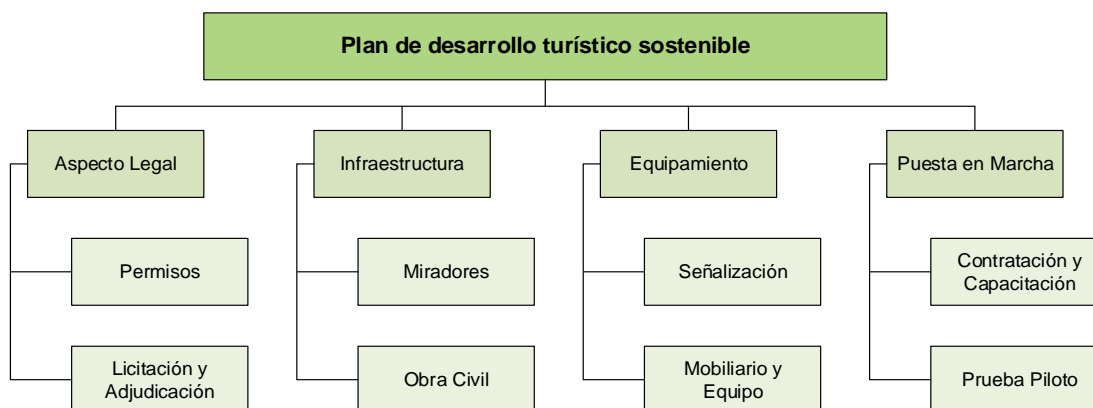 Plan de desarrollo turístico sostenible
Aspecto Legal
Infraestructura
Equipamiento
Puesta en Marcha
Permisos
Miradores
Señalización
Contratación y
Capacitación
Licitación y
Adjudicación
Obra Civil
Mobiliario y
Equipo
Prueba Piloto